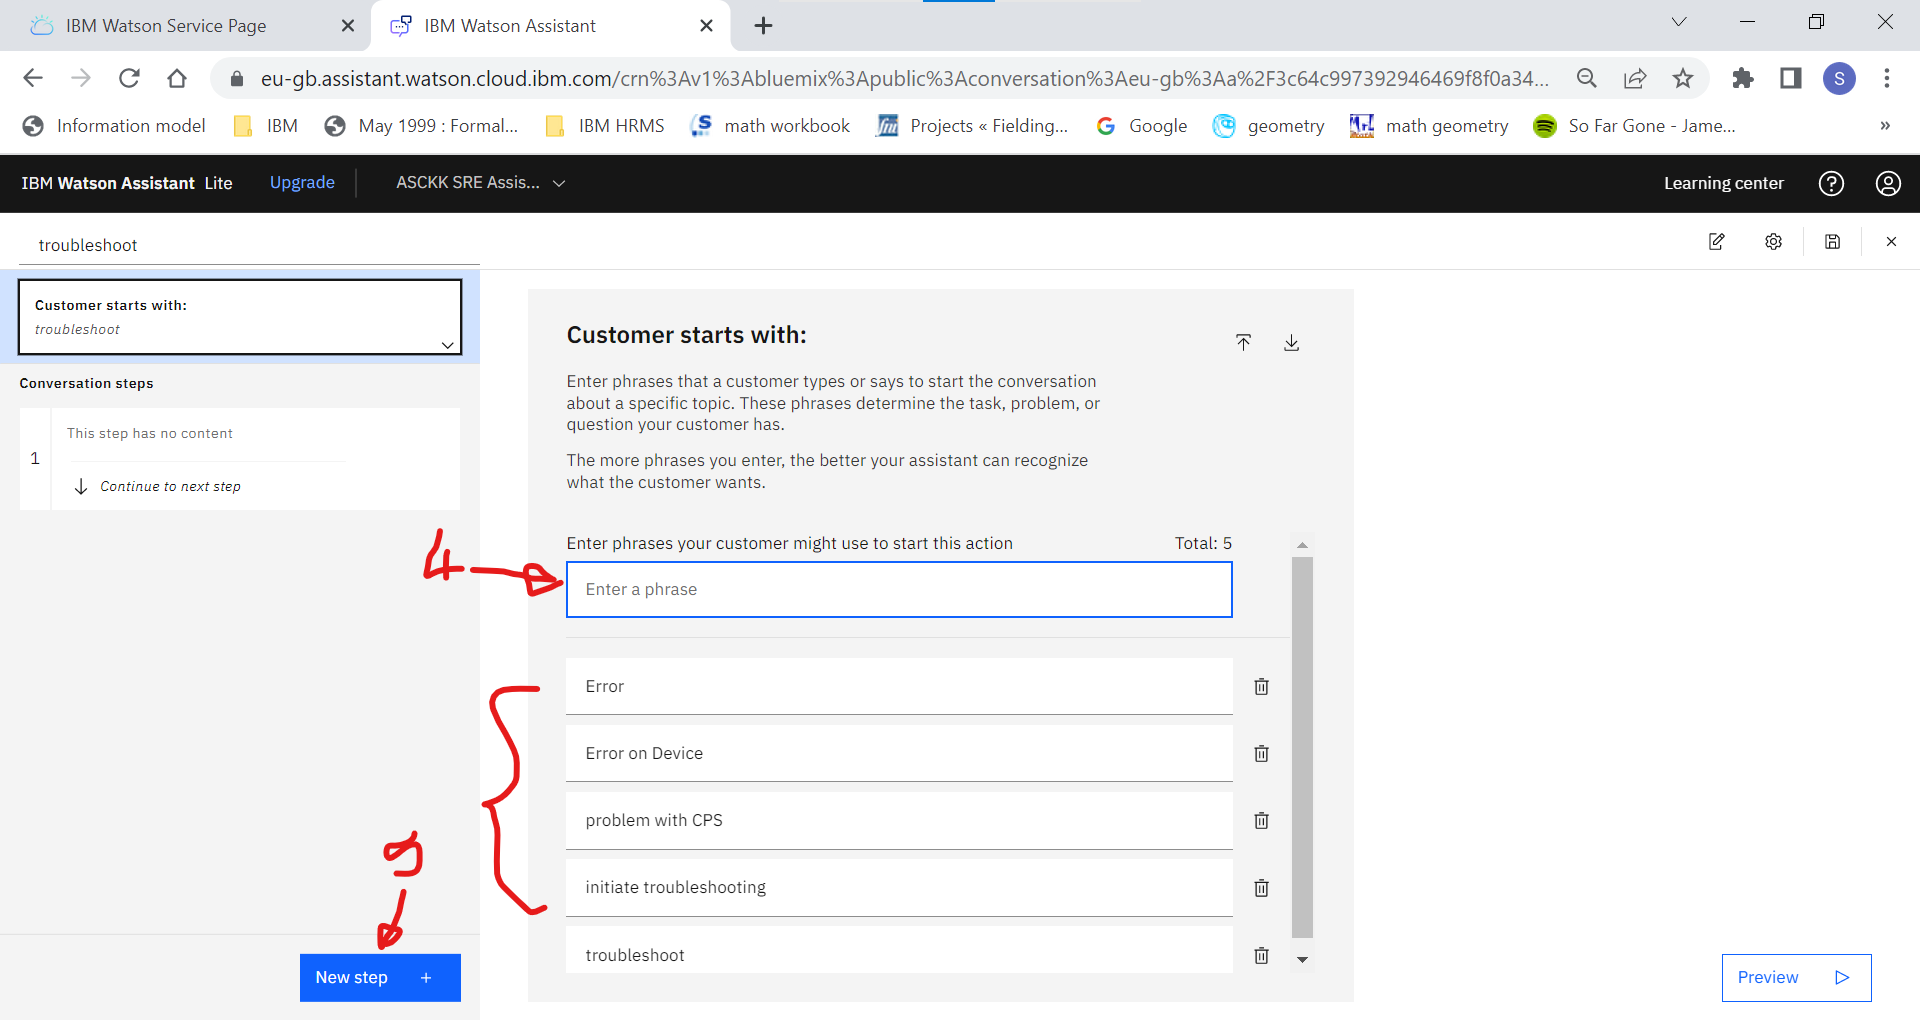 IBM Watson Service Page
IBM Watson Assistant
eu-gb.assistant.watson.cloud.ibm.com/crn%3Av1%3Abluemix%3Apublic%3Aconversation%3Aeu-gb%3Aa%2F3c64c997392946469f8f0a34...
S
Information model
IBM
May 1999 : Formal...
IBM HRMS
math workbook
Projects « Fielding...
Google
geometry
math geometry
So Far Gone - Jame...
»
IBM Watson Assistant Lite
Upgrade
ASCKK SRE Assis...
Learning center
troubleshoot
Customer starts with:
troubleshoot
Conversation steps
1
This step has no content
Continue to next step
New step +
Customer starts with:
Enter phrases that a customer types or says to start the conversation
about a specific topic. These phrases determine the task, problem, or
question your customer has.
The more phrases you enter, the better your assistant can recognize
what the customer wants.
Enter phrases your customer might use to start this action
Total: 5
4
Enter a phrase
Error
Error on Device
problem with CPS
initiate troubleshooting
troubleshoot
5
Preview